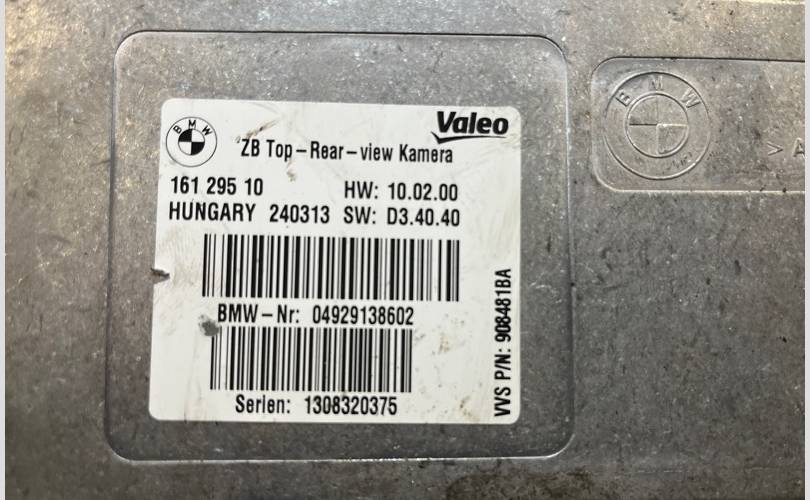 BMW
Valeo
ZB Top-Rear-view Kamera
161 295 10 HW: 10.02.00
HUNGARY 240313 SW: D3.40.40
BMW-Nr: 04929138602
Serien: 1308320375
VVS P/N: 908481BA
BMW
>A